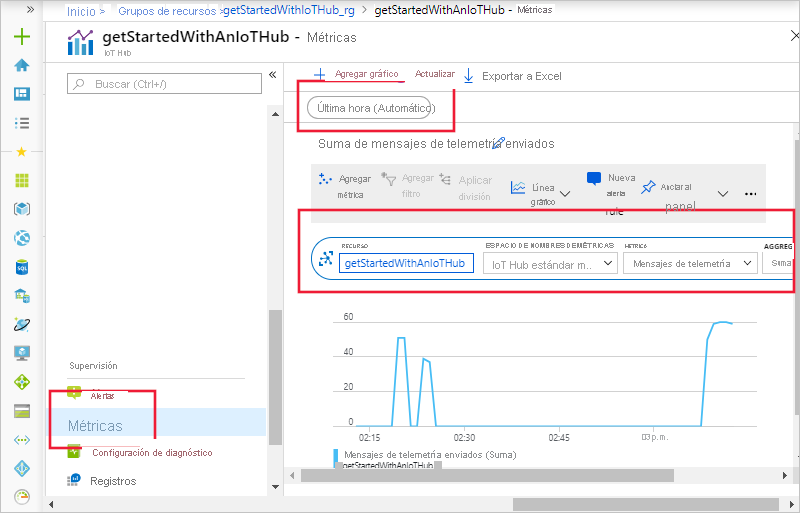 Inicio > Grupos de recursos > getStartedWithIoTHub_rg > getStartedWithAnIoTHub - Métricas
getStartedWithAnIoTHub - Métricas
IoT Hub
Buscar (Ctrl+/)
Agregar gráfico Actualizar Exportar a Excel
Última hora (Automático)
Suma de mensajes de telemetría enviados
Agregar métrica
Agregar filtro
Aplicar división
Línea gráfico
Nueva alerta rule
Anclar al panel
RECURSO
getStartedWithAnIoTHub
ESPACIO DE NOMBRES DE MÉTRICAS
IoT Hub estándar m...
MÉTRICO
Mensajes de telemetría
AGGREG
Suma
60
40
20
0
02:15 02:30 02:45 03 p.m.
Mensajes de telemetría enviados (Suma)
getStartedWithAnIoTHub
Supervisión
Alertas
Métricas
Configuración de diagnóstico
Registros
SQL